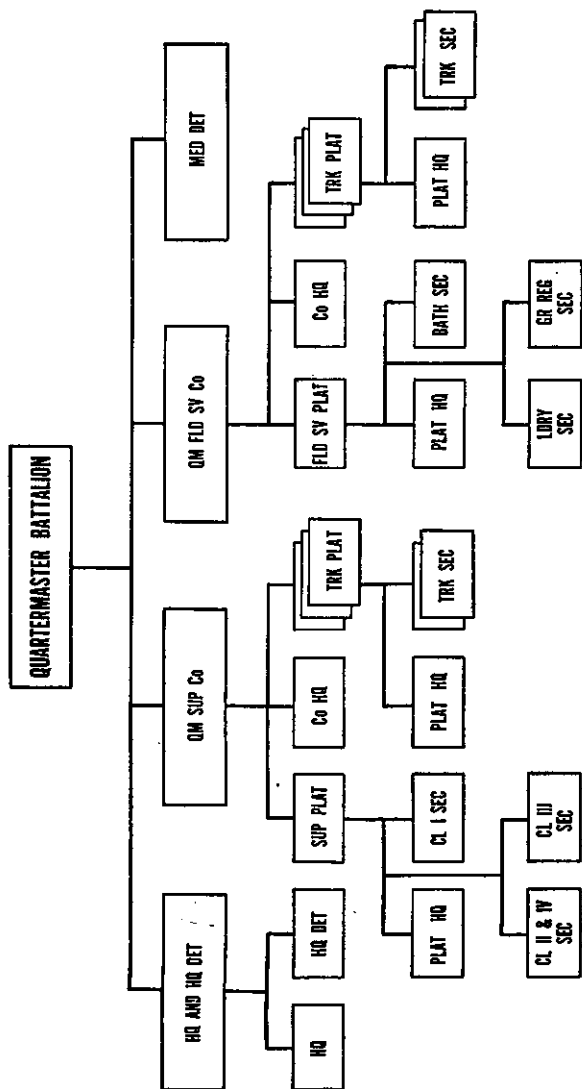 QUARTERMASTER BATTALION
HQ AND HQ DET
QM SUP Co
QM FLD SV Co
MED DET
HQ
HQ DET
SUP PLAT
Co HQ
TRK PLAT
FLD SV PLAT
Co HQ
TRK PLAT
PLAT HQ
CL I SEC
PLAT HQ
TRK SEC
PLAT HQ
BATH SEC
PLAT HQ
TRK SEC
CL II & IV
SEC
CL III
SEC
LDRY
SEC
GR REG
SEC